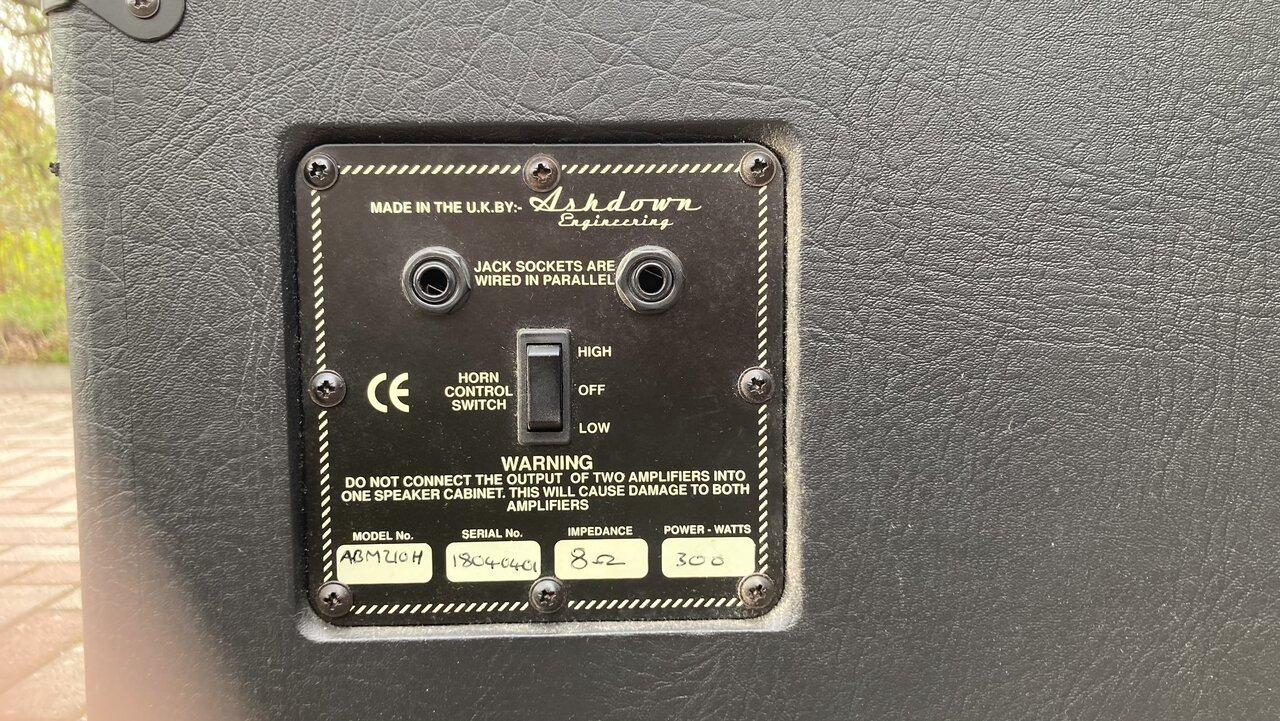 MADE IN THE U.K.BY:- Ashdown
Engineering
JACK SOCKETS ARE
WIRED IN PARALLEL
HIGH
HORN
CONTROL
SWITCH
OFF
LOW
CE
WARNING
DO NOT CONNECT THE OUTPUT OF TWO AMPLIFIERS INTO
ONE SPEAKER CABINET. THIS WILL CAUSE DAMAGE TO BOTH
AMPLIFIERS
MODEL No. SERIAL No. IMPEDANCE POWER - WATTS
ABM210H 18040401 8Ω 300